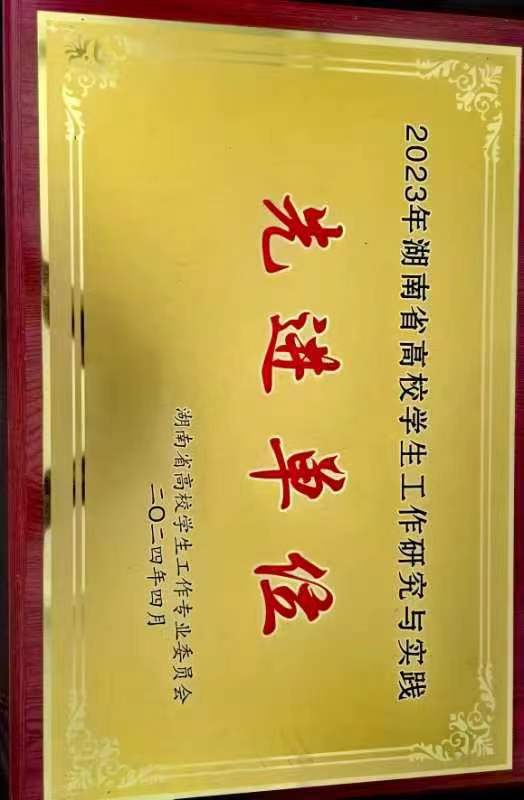 2023年湖南省高校学生工作研究与实践
先进单位
湖南省高校学生工作专业委员会
二〇二四年四月